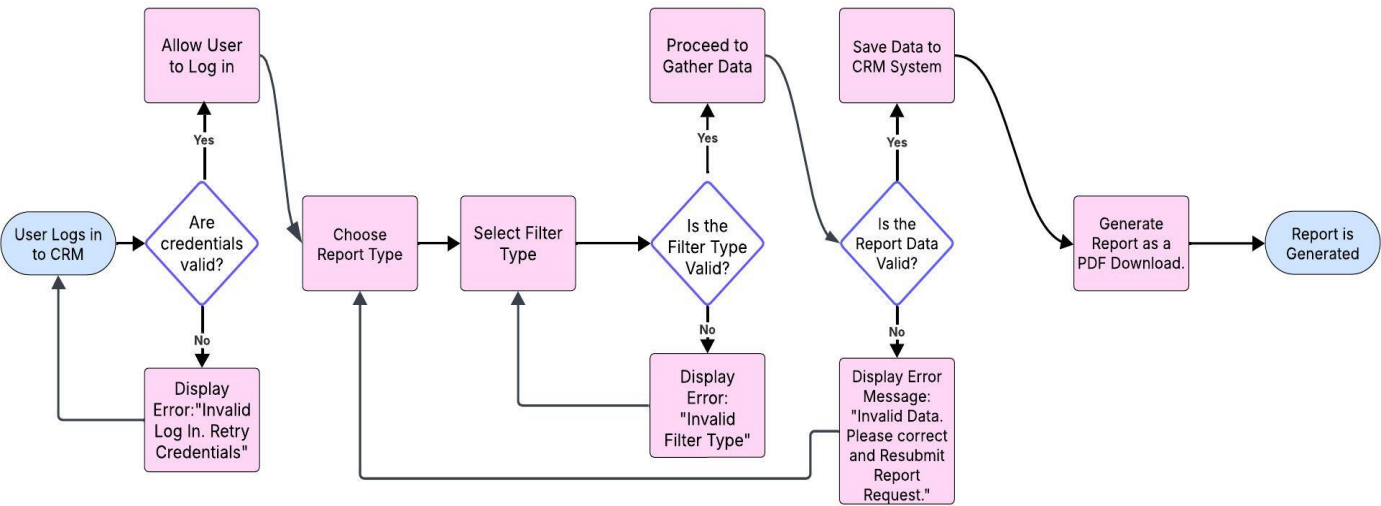 User Logs in
to CRM
Are
credentials
valid?
Yes
Allow User
to Log in
No
Display
Error:"Invalid
Log In. Retry
Credentials"
Choose
Report Type
Select Filter
Type
Is the
Filter Type
Valid?
Yes
Proceed to
Gather Data
No
Display
Error:
"Invalid
Filter Type"
Is the
Report Data
Valid?
Yes
Save Data to
CRM System
No
Display Error
Message:
"Invalid Data.
Please correct
and Resubmit
Report
Request."
Generate
Report as a
PDF Download.
Report is
Generated